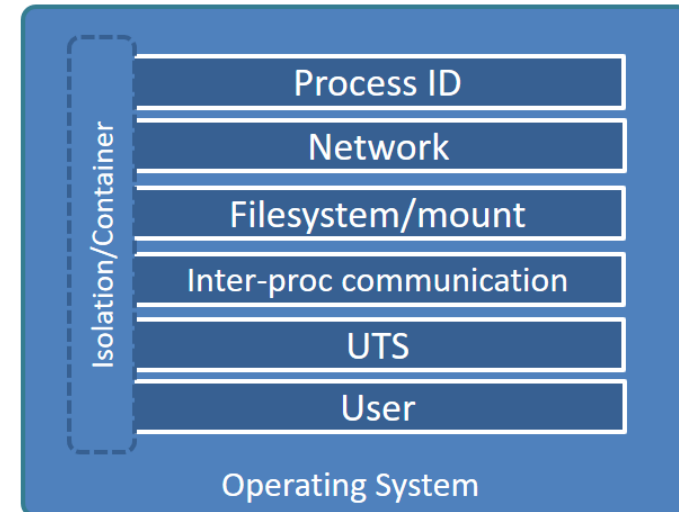 Isolation/Container
Process ID
Network
Filesystem/mount
Inter-proc communication
UTS
User
Operating System